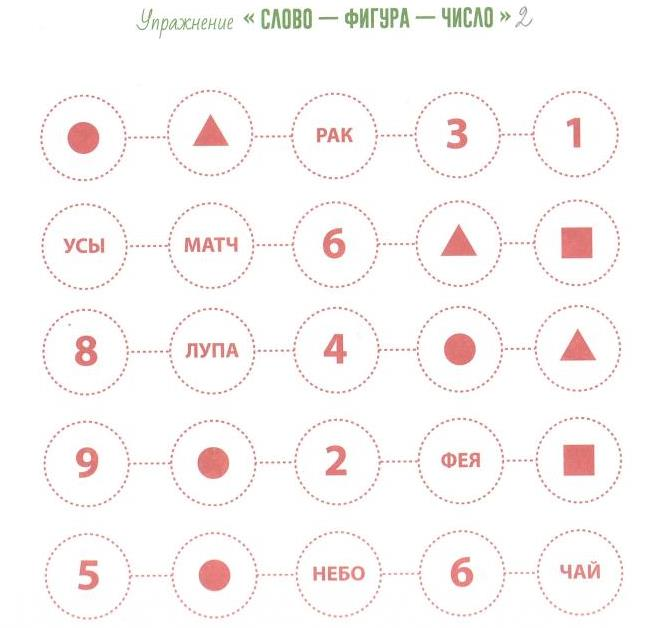 Упражнение « СЛОВО — ФИГУРА — ЧИСЛО » 2
РАК 3 1
УСЫ МАТЧ 6
8 ЛУПА 4
9 2 ФЕЯ
5 НЕБО 6 ЧАЙ